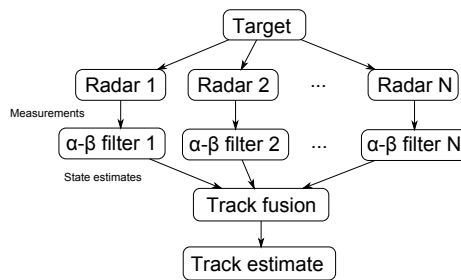 Target
Radar 1
Radar 2
...
Radar N
Measurements
α-β filter 1
α-β filter 2
...
α-β filter N
State estimates
Track fusion
Track estimate